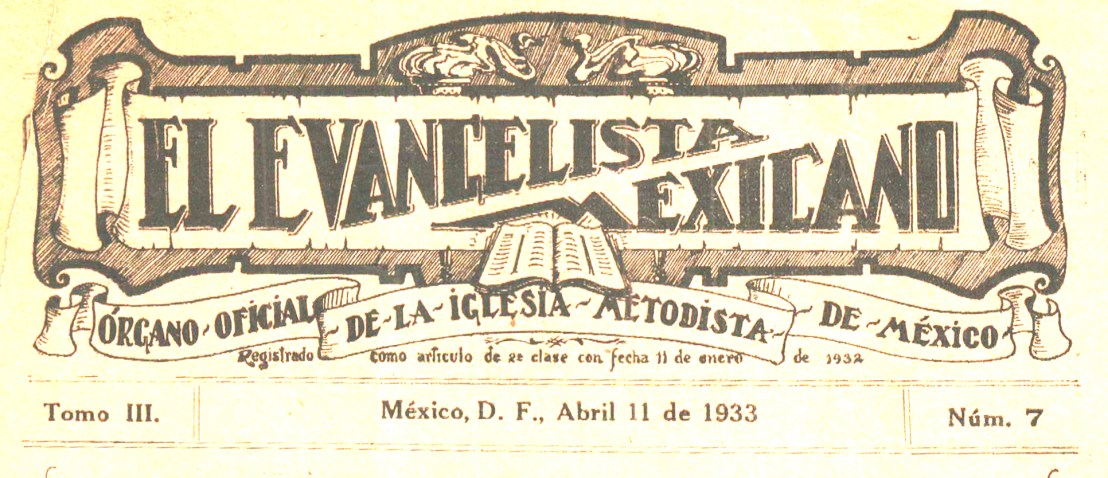 EL EVANGELISTA MEXICANO
ÓRGANO OFICIAL DE-LA-IGLESIA-METODISTA-DE-MÉXICO
Registrado como articulo de 2ª clase con fecha 11 de enero de 1932
Tomo III.
México, D. F., Abril 11 de 1933
Núm. 7